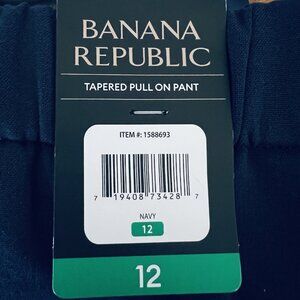 BANANA
REPUBLIC
TAPERED PULL ON PANT
ITEM #: 1588693
7 19408 73428 7
NAVY
12
12